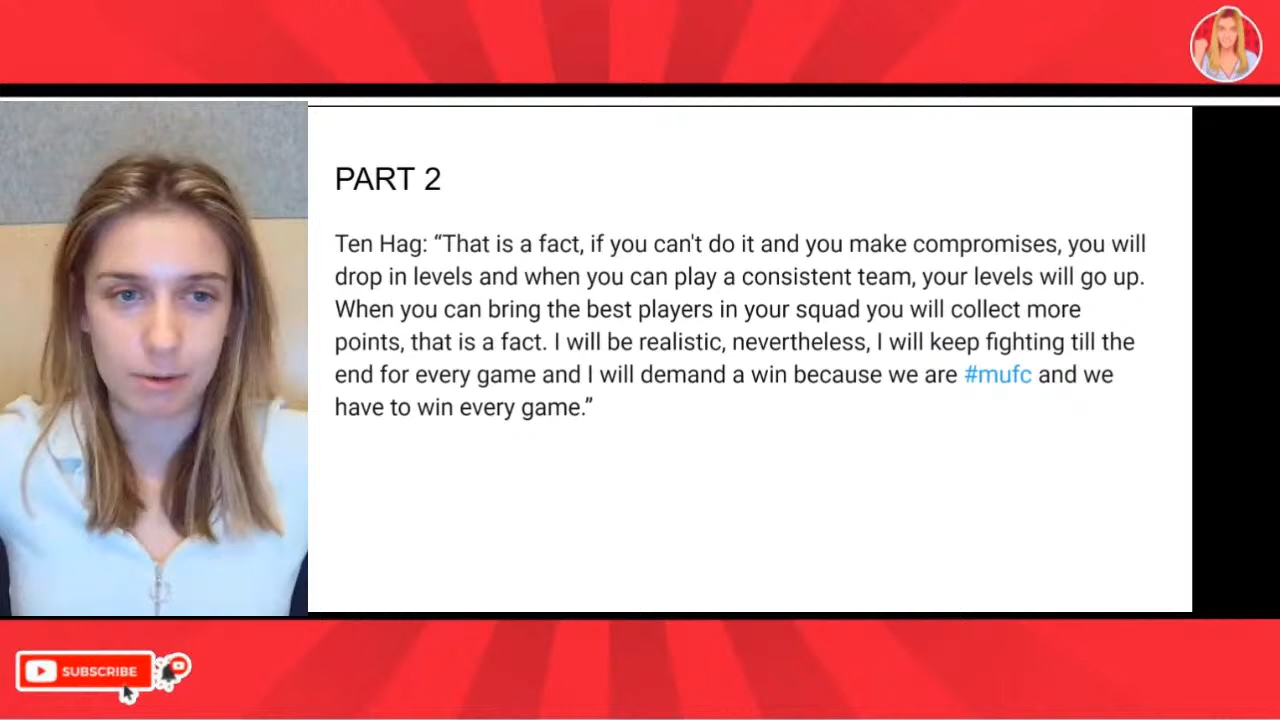 PART 2
Ten Hag: “That is a fact, if you can't do it and you make compromises, you will
drop in levels and when you can play a consistent team, your levels will go up.
When you can bring the best players in your squad you will collect more
points, that is a fact. I will be realistic, nevertheless, I will keep fighting till the
end for every game and I will demand a win because we are #mufc and we
have to win every game.”
SUBSCRIBE